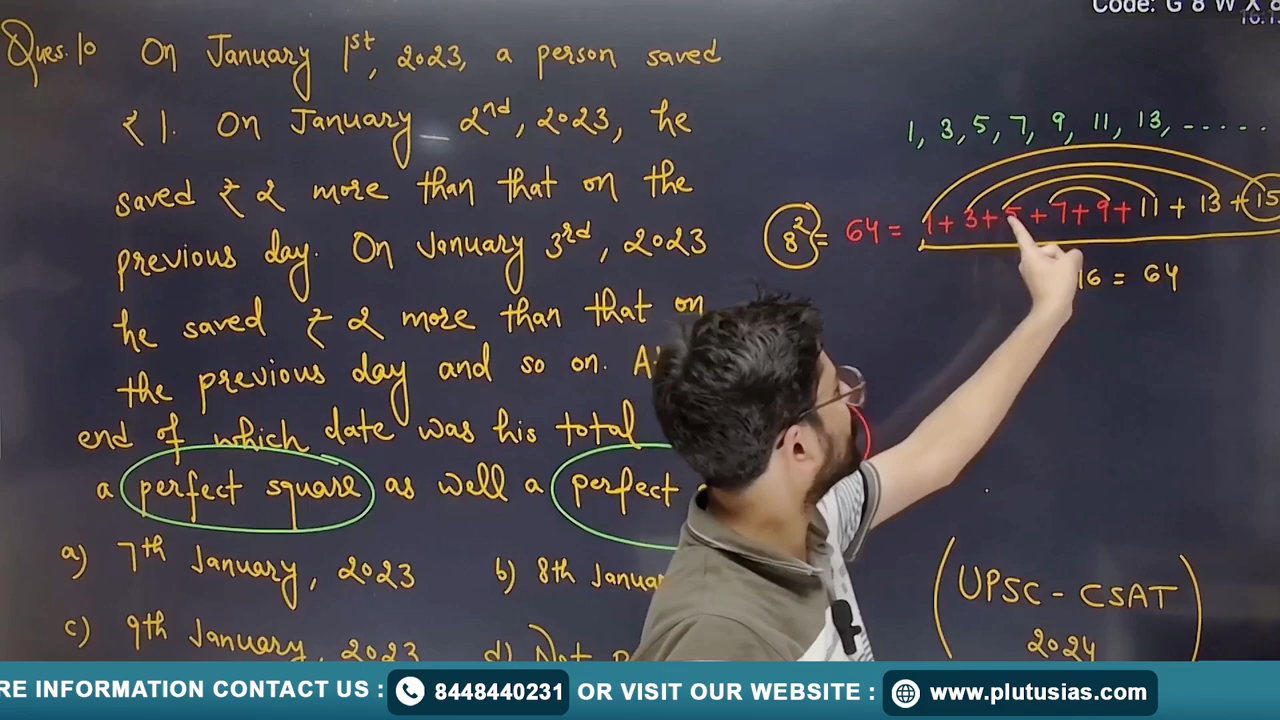 Code: G 8 W X 8
Ques. 10 On January 1st, 2023, a person saved
₹ 1. On January 2nd, 2023, he
saved ₹ 2 more than that on the
previous day. On January 3rd, 2023
he saved ₹ 2 more than that on
the previous day and so on. At
end of which date was his total
a perfect square as well a perfect
a) 7th January, 2023 b) 8th Januar
c) 9th January, 2023 d) Not
1, 3, 5, 7, 9, 11, 13, ------
8² = 64 = 1 + 3 + 5 + 7 + 9 + 11 + 13 + 15
16 = 64
(UPSC - CSAT
2024)
RE INFORMATION CONTACT US : 8448440231 OR VISIT OUR WEBSITE : www.plutusias.com